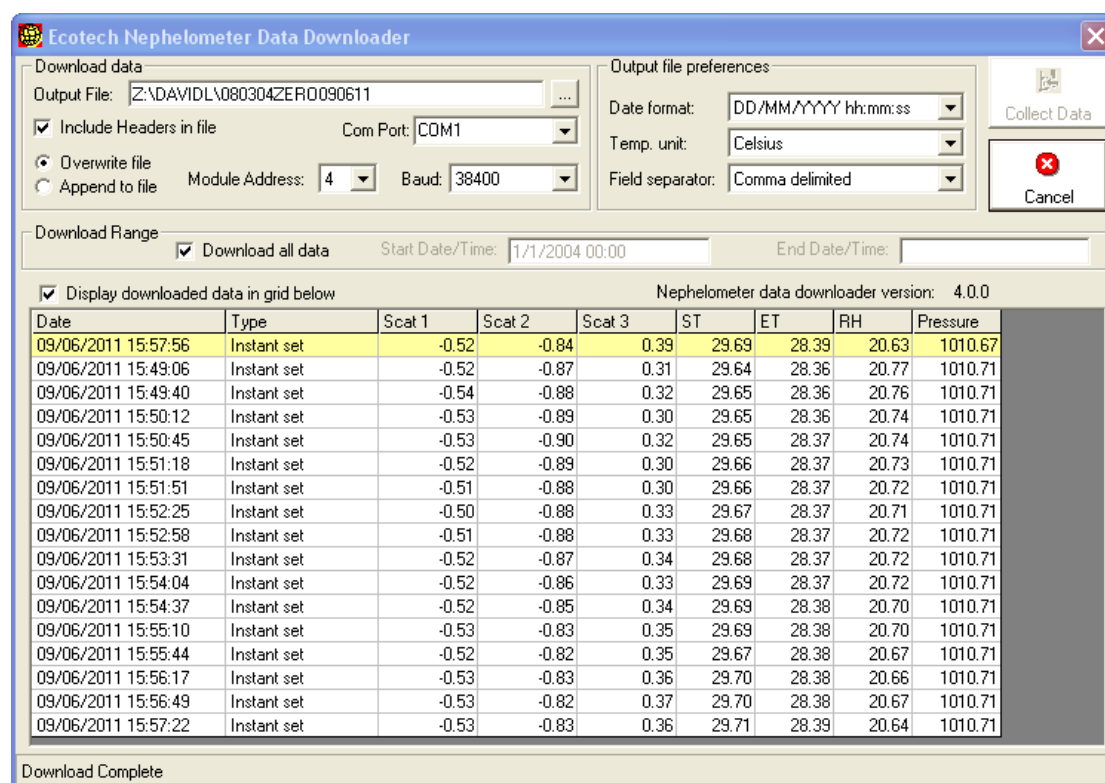 Ecotech Nephelometer Data Downloader
Download data
Output File: Z:\DAVIDL\080304ZERO090611 ...
Include Headers in file Com Port: COM1
Overwrite file
Append to file Module Address: 4 Baud: 38400
Output file preferences
Date format: DD/MM/YYYY hh:mm:ss
Temp. unit: Celsius
Field separator: Comma delimited
Collect Data
Cancel
Download Range
Download all data Start Date/Time: 1/1/2004 00:00 End Date/Time:
Display downloaded data in grid below Nephelometer data downloader version: 4.0.0
Date Type Scat 1 Scat 2 Scat 3 ST ET RH Pressure
09/06/2011 15:57:56 Instant set -0.52 -0.84 0.39 29.69 28.39 20.63 1010.67
09/06/2011 15:49:06 Instant set -0.52 -0.87 0.31 29.64 28.36 20.77 1010.71
09/06/2011 15:49:40 Instant set -0.54 -0.88 0.32 29.65 28.36 20.76 1010.71
09/06/2011 15:50:12 Instant set -0.53 -0.89 0.30 29.65 28.36 20.74 1010.71
09/06/2011 15:50:45 Instant set -0.53 -0.90 0.32 29.65 28.37 20.74 1010.71
09/06/2011 15:51:18 Instant set -0.52 -0.89 0.30 29.66 28.37 20.73 1010.71
09/06/2011 15:51:51 Instant set -0.51 -0.88 0.30 29.66 28.37 20.72 1010.71
09/06/2011 15:52:25 Instant set -0.50 -0.88 0.33 29.67 28.37 20.71 1010.71
09/06/2011 15:52:58 Instant set -0.51 -0.88 0.33 29.68 28.37 20.72 1010.71
09/06/2011 15:53:31 Instant set -0.52 -0.87 0.34 29.68 28.37 20.72 1010.71
09/06/2011 15:54:04 Instant set -0.52 -0.86 0.33 29.69 28.37 20.72 1010.71
09/06/2011 15:54:37 Instant set -0.52 -0.85 0.34 29.69 28.38 20.70 1010.71
09/06/2011 15:55:10 Instant set -0.53 -0.83 0.35 29.69 28.38 20.70 1010.71
09/06/2011 15:55:44 Instant set -0.52 -0.82 0.35 29.67 28.38 20.67 1010.71
09/06/2011 15:56:17 Instant set -0.53 -0.83 0.36 29.70 28.38 20.66 1010.71
09/06/2011 15:56:49 Instant set -0.53 -0.82 0.37 29.70 28.38 20.67 1010.71
09/06/2011 15:57:22 Instant set -0.53 -0.83 0.36 29.71 28.39 20.64 1010.71
Download Complete